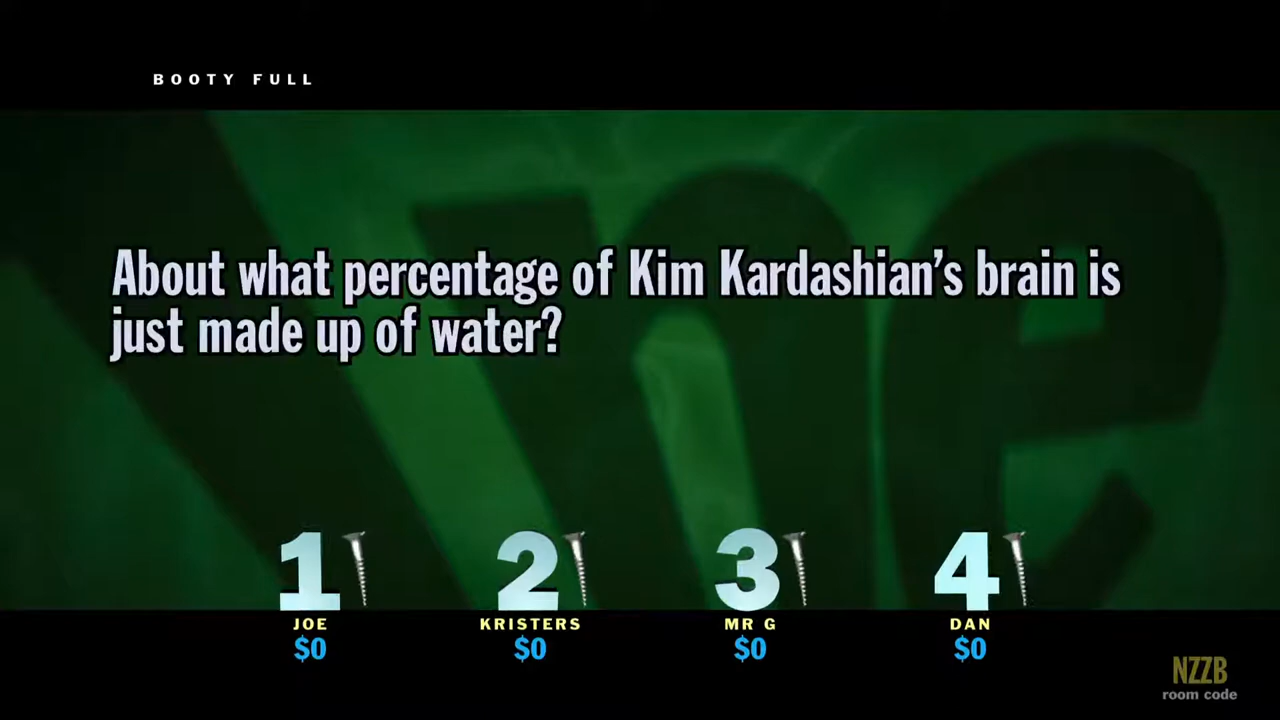 BOOTY FULL
About what percentage of Kim Kardashian's brain is
just made up of water?
1 2 3 4
JOE KRISTERS MR G DAN
$0 $0 $0 $0
NZZB
room code